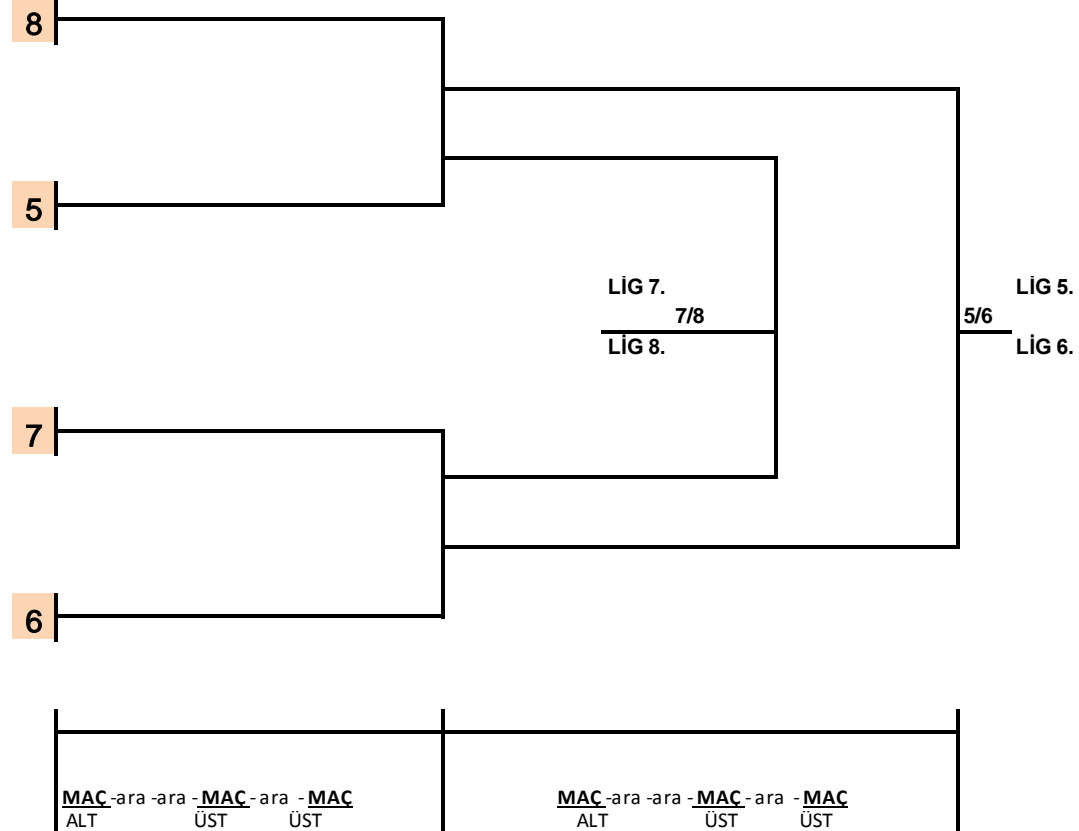 8
5
LİG 7.
LİG 5.
7/8
5/6
LİG 8.
LİG 6.
7
6
MAÇ -ara -ara - MAÇ - ara - MAÇ
ALT ÜST ÜST
MAÇ -ara -ara - MAÇ - ara - MAÇ
ALT ÜST ÜST